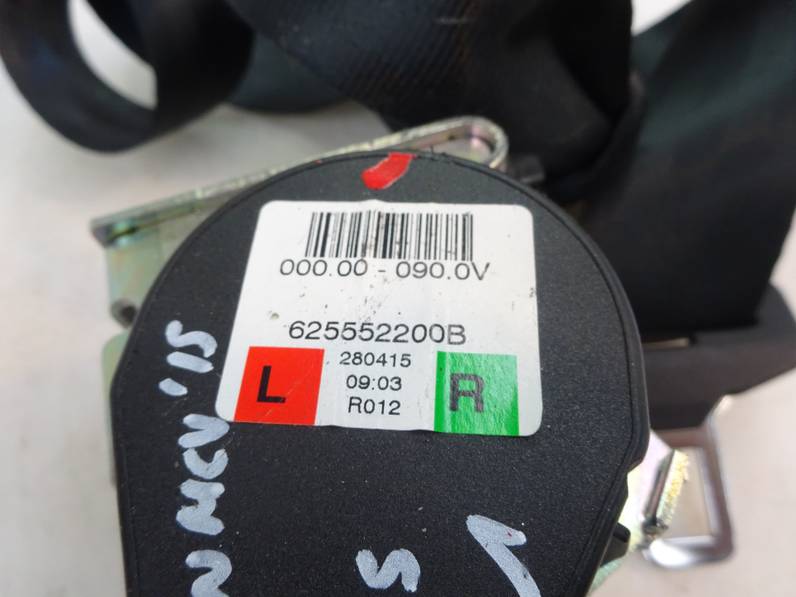 000.00 - 090.0V
625552200B
L
280415
09:03
R012
R
N MCV '15
S